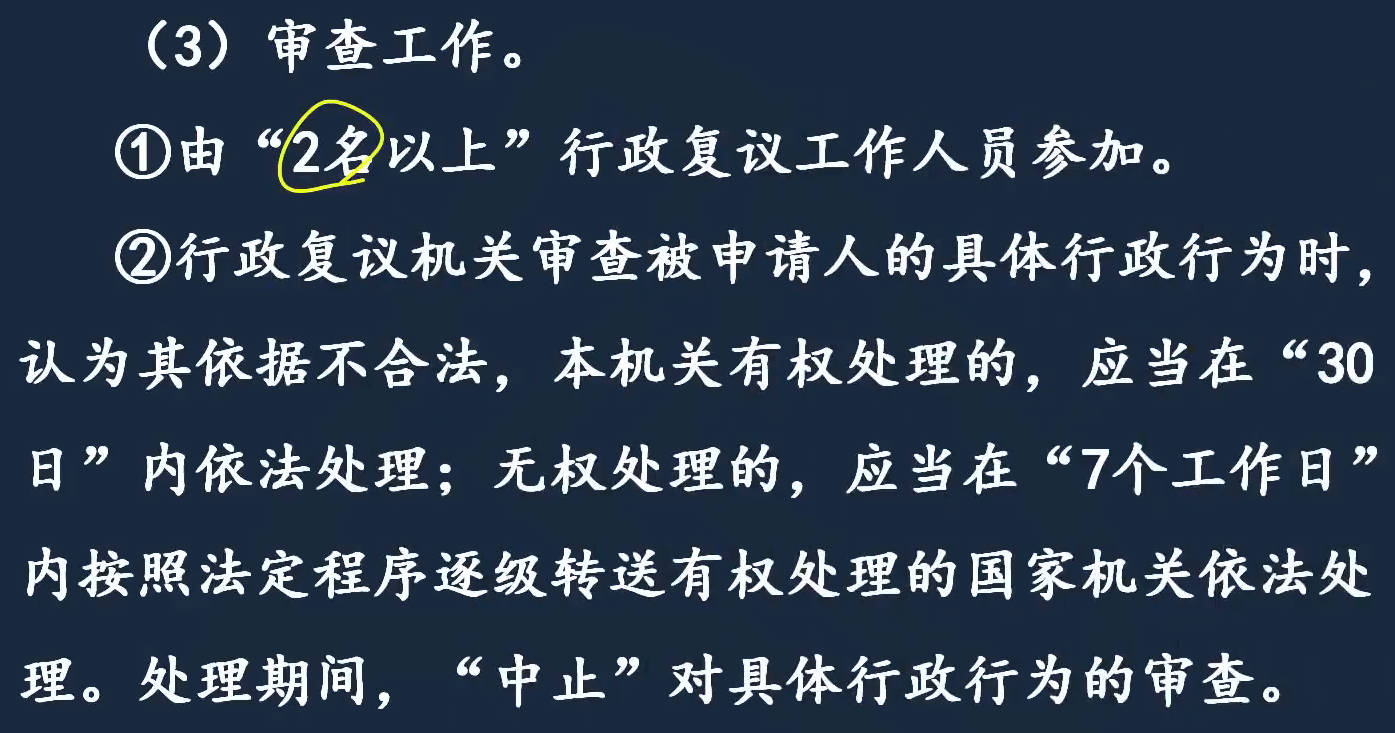 （3）审查工作。
①由“2名以上”行政复议工作人员参加。
②行政复议机关审查被申请人的具体行政行为时，
认为其依据不合法，本机关有权处理的，应当在“30
日”内依法处理；无权处理的，应当在“7个工作日”
内按照法定程序逐级转送有权处理的国家机关依法处
理。处理期间，“中止”对具体行政行为的审查。